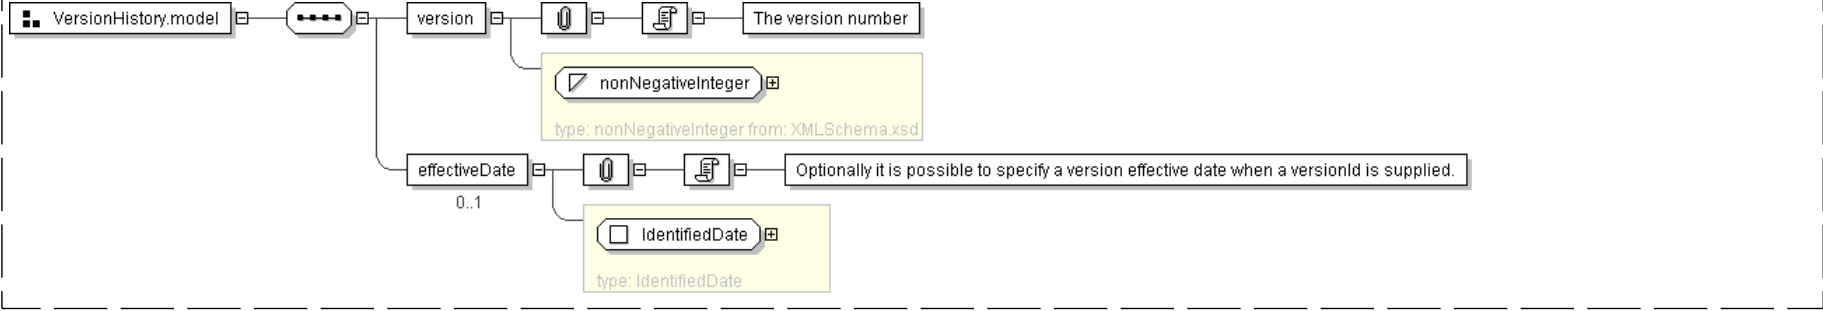 VersionHistory.model
version
The version number
nonNegativeInteger
type: nonNegativeInteger from: XMLSchema.xsd
effectiveDate
Optionally it is possible to specify a version effective date when a versionId is supplied.
0..1
IdentifiedDate
type: IdentifiedDate